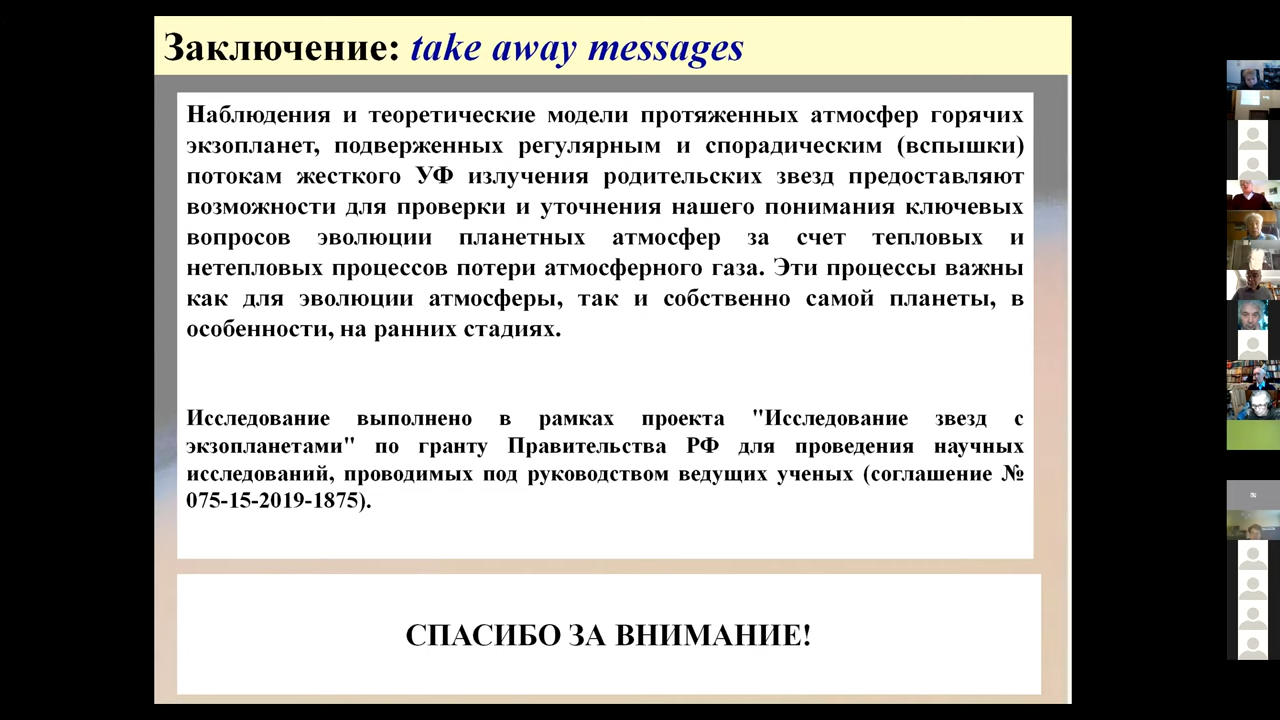 Заключение: take away messages
Наблюдения и теоретические модели протяженных атмосфер горячих
экзопланет, подверженных регулярным и спорадическим (вспышки)
потокам жесткого УФ излучения родительских звезд предоставляют
возможности для проверки и уточнения нашего понимания ключевых
вопросов эволюции планетных атмосфер за счет тепловых и
нетепловых процессов потери атмосферного газа. Эти процессы важны
как для эволюции атмосферы, так и собственно самой планеты, в
особенности, на ранних стадиях.
Исследование выполнено в рамках проекта "Исследование звезд с
экзопланетами" по гранту Правительства РФ для проведения научных
исследований, проводимых под руководством ведущих ученых (соглашение №
075-15-2019-1875).
СПАСИБО ЗА ВНИМАНИЕ!